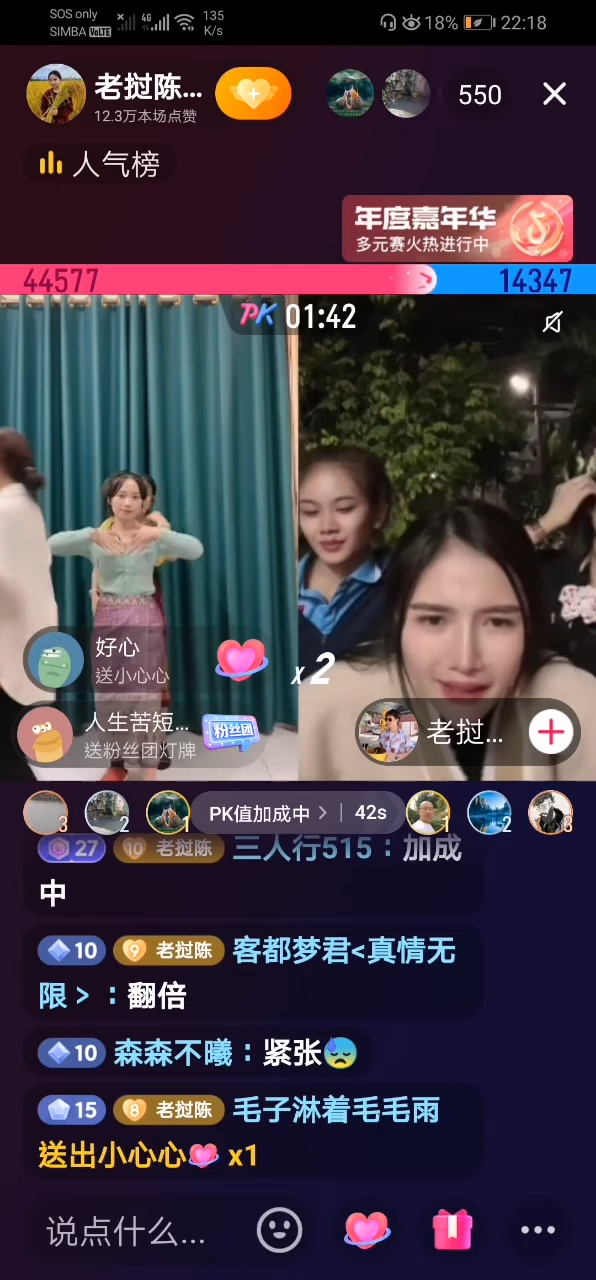 SOS only
SIMBA VoLTE
4G
135
K/s
18%
22:18
老挝陈...
12.3万本场点赞
550
人气榜
年度嘉年华
多元赛火热进行中
44577
14347
PK 01:42
好心
送小心心
x2
人生苦短...
送粉丝团灯牌
粉丝团
老挝...
3
2
1
PK值加成中 > | 42s
1
2
3
27 10 老挝陈 三人行515：加成
中
10 9 老挝陈 客都梦君<真情无
限 > ：翻倍
10 森森不曦：紧张😓
15 8 老挝陈 毛子淋着毛毛雨
送出小心心 x1
说点什么...